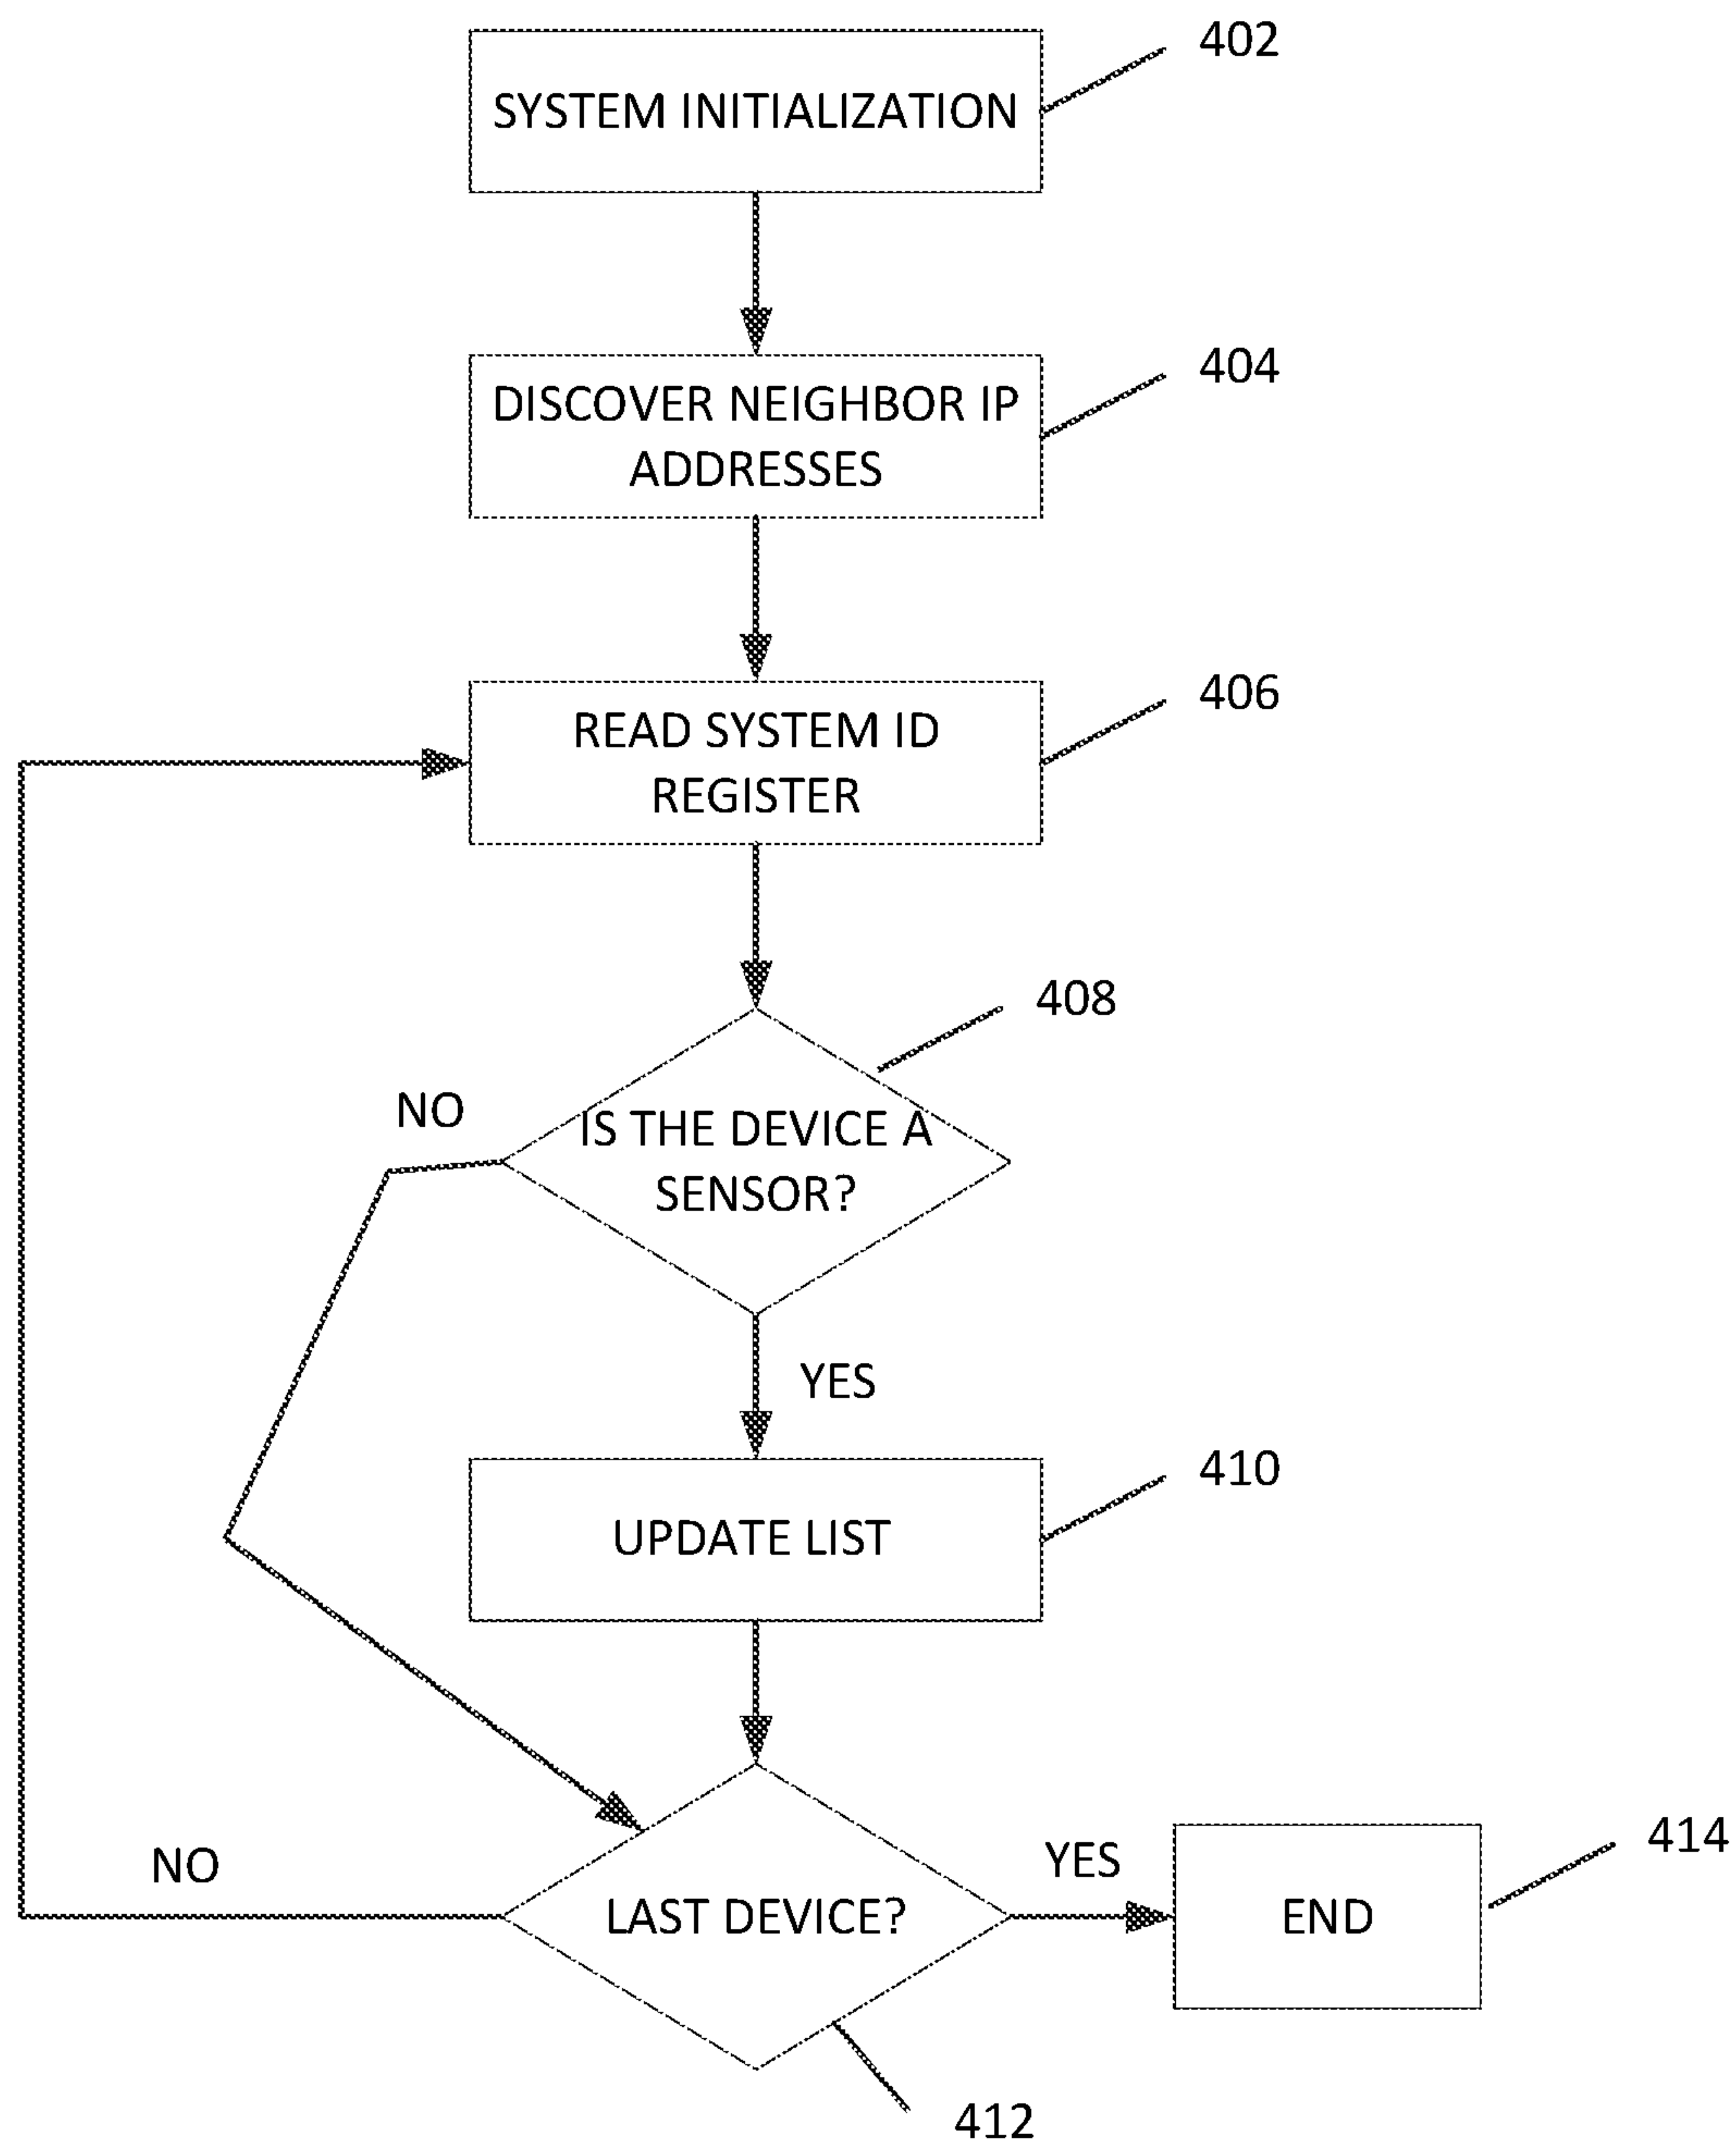 402
SYSTEM INITIALIZATION
404
DISCOVER NEIGHBOR IP
ADDRESSES
406
READ SYSTEM ID
REGISTER
408
NO
IS THE DEVICE A
SENSOR?
YES
410
UPDATE LIST
414
NO
YES
LAST DEVICE?
END
412